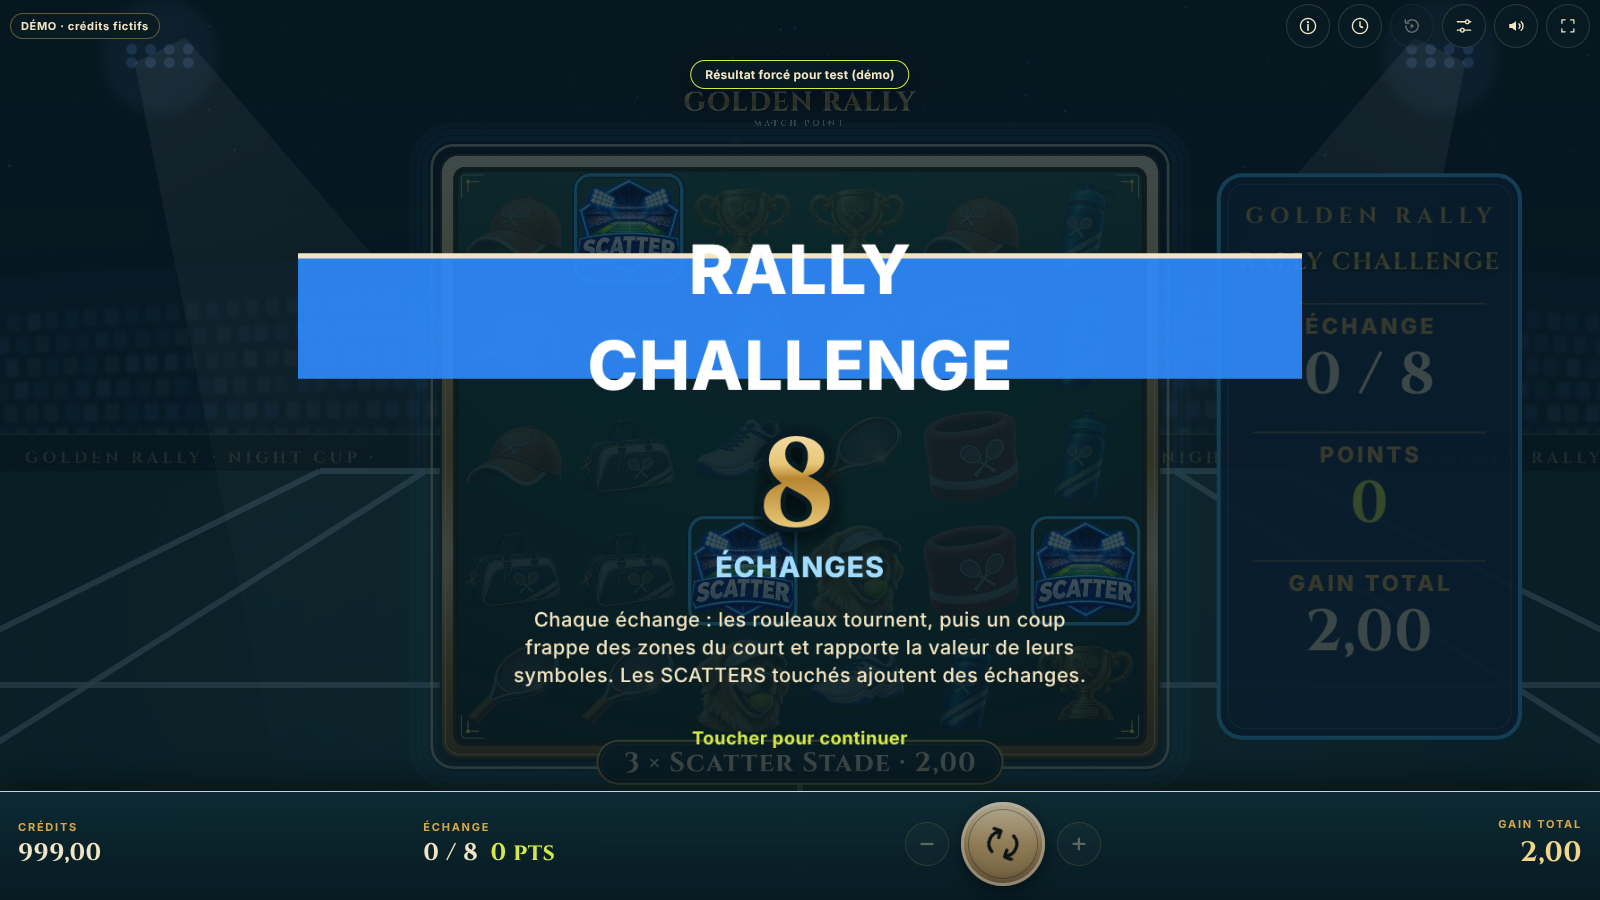 DÉMO · crédits fictifs
Résultat forcé pour test (démo)
GOLDEN RALLY
MATCH POINT
SCATTER
RALLY
CHALLENGE
GOLDEN RALLY
LY CHALLENGE
ÉCHANGE
0 / 8
POINTS
0
GAIN TOTAL
2,00
GOLDEN RALLY · NIGHT CUP ·
NIGH
RALLY
8
ÉCHANGES
SCATTER
SCATTER
Chaque échange : les rouleaux tournent, puis un coup
frappe des zones du court et rapporte la valeur de leurs
symboles. Les SCATTERS touchés ajoutent des échanges.
Toucher pour continuer
3 × SCATTER STADE · 2,00
CRÉDITS
999,00
ÉCHANGE
0 / 8 0 PTS
GAIN TOTAL
2,00